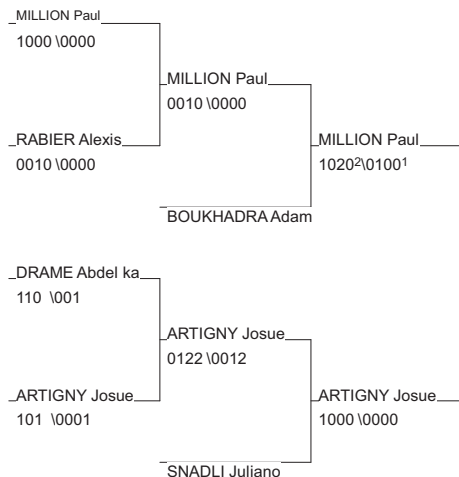 MILLION Paul
1000 \0000
MILLION Paul
0010 \0000
RABIER Alexis
0010 \0000
MILLION Paul
1020²\0100¹
BOUKHADRA Adam
DRAME Abdel ka
110 \001
ARTIGNY Josue
0122 \0012
ARTIGNY Josue
101 \0001
ARTIGNY Josue
1000 \0000
SNADLI Juliano